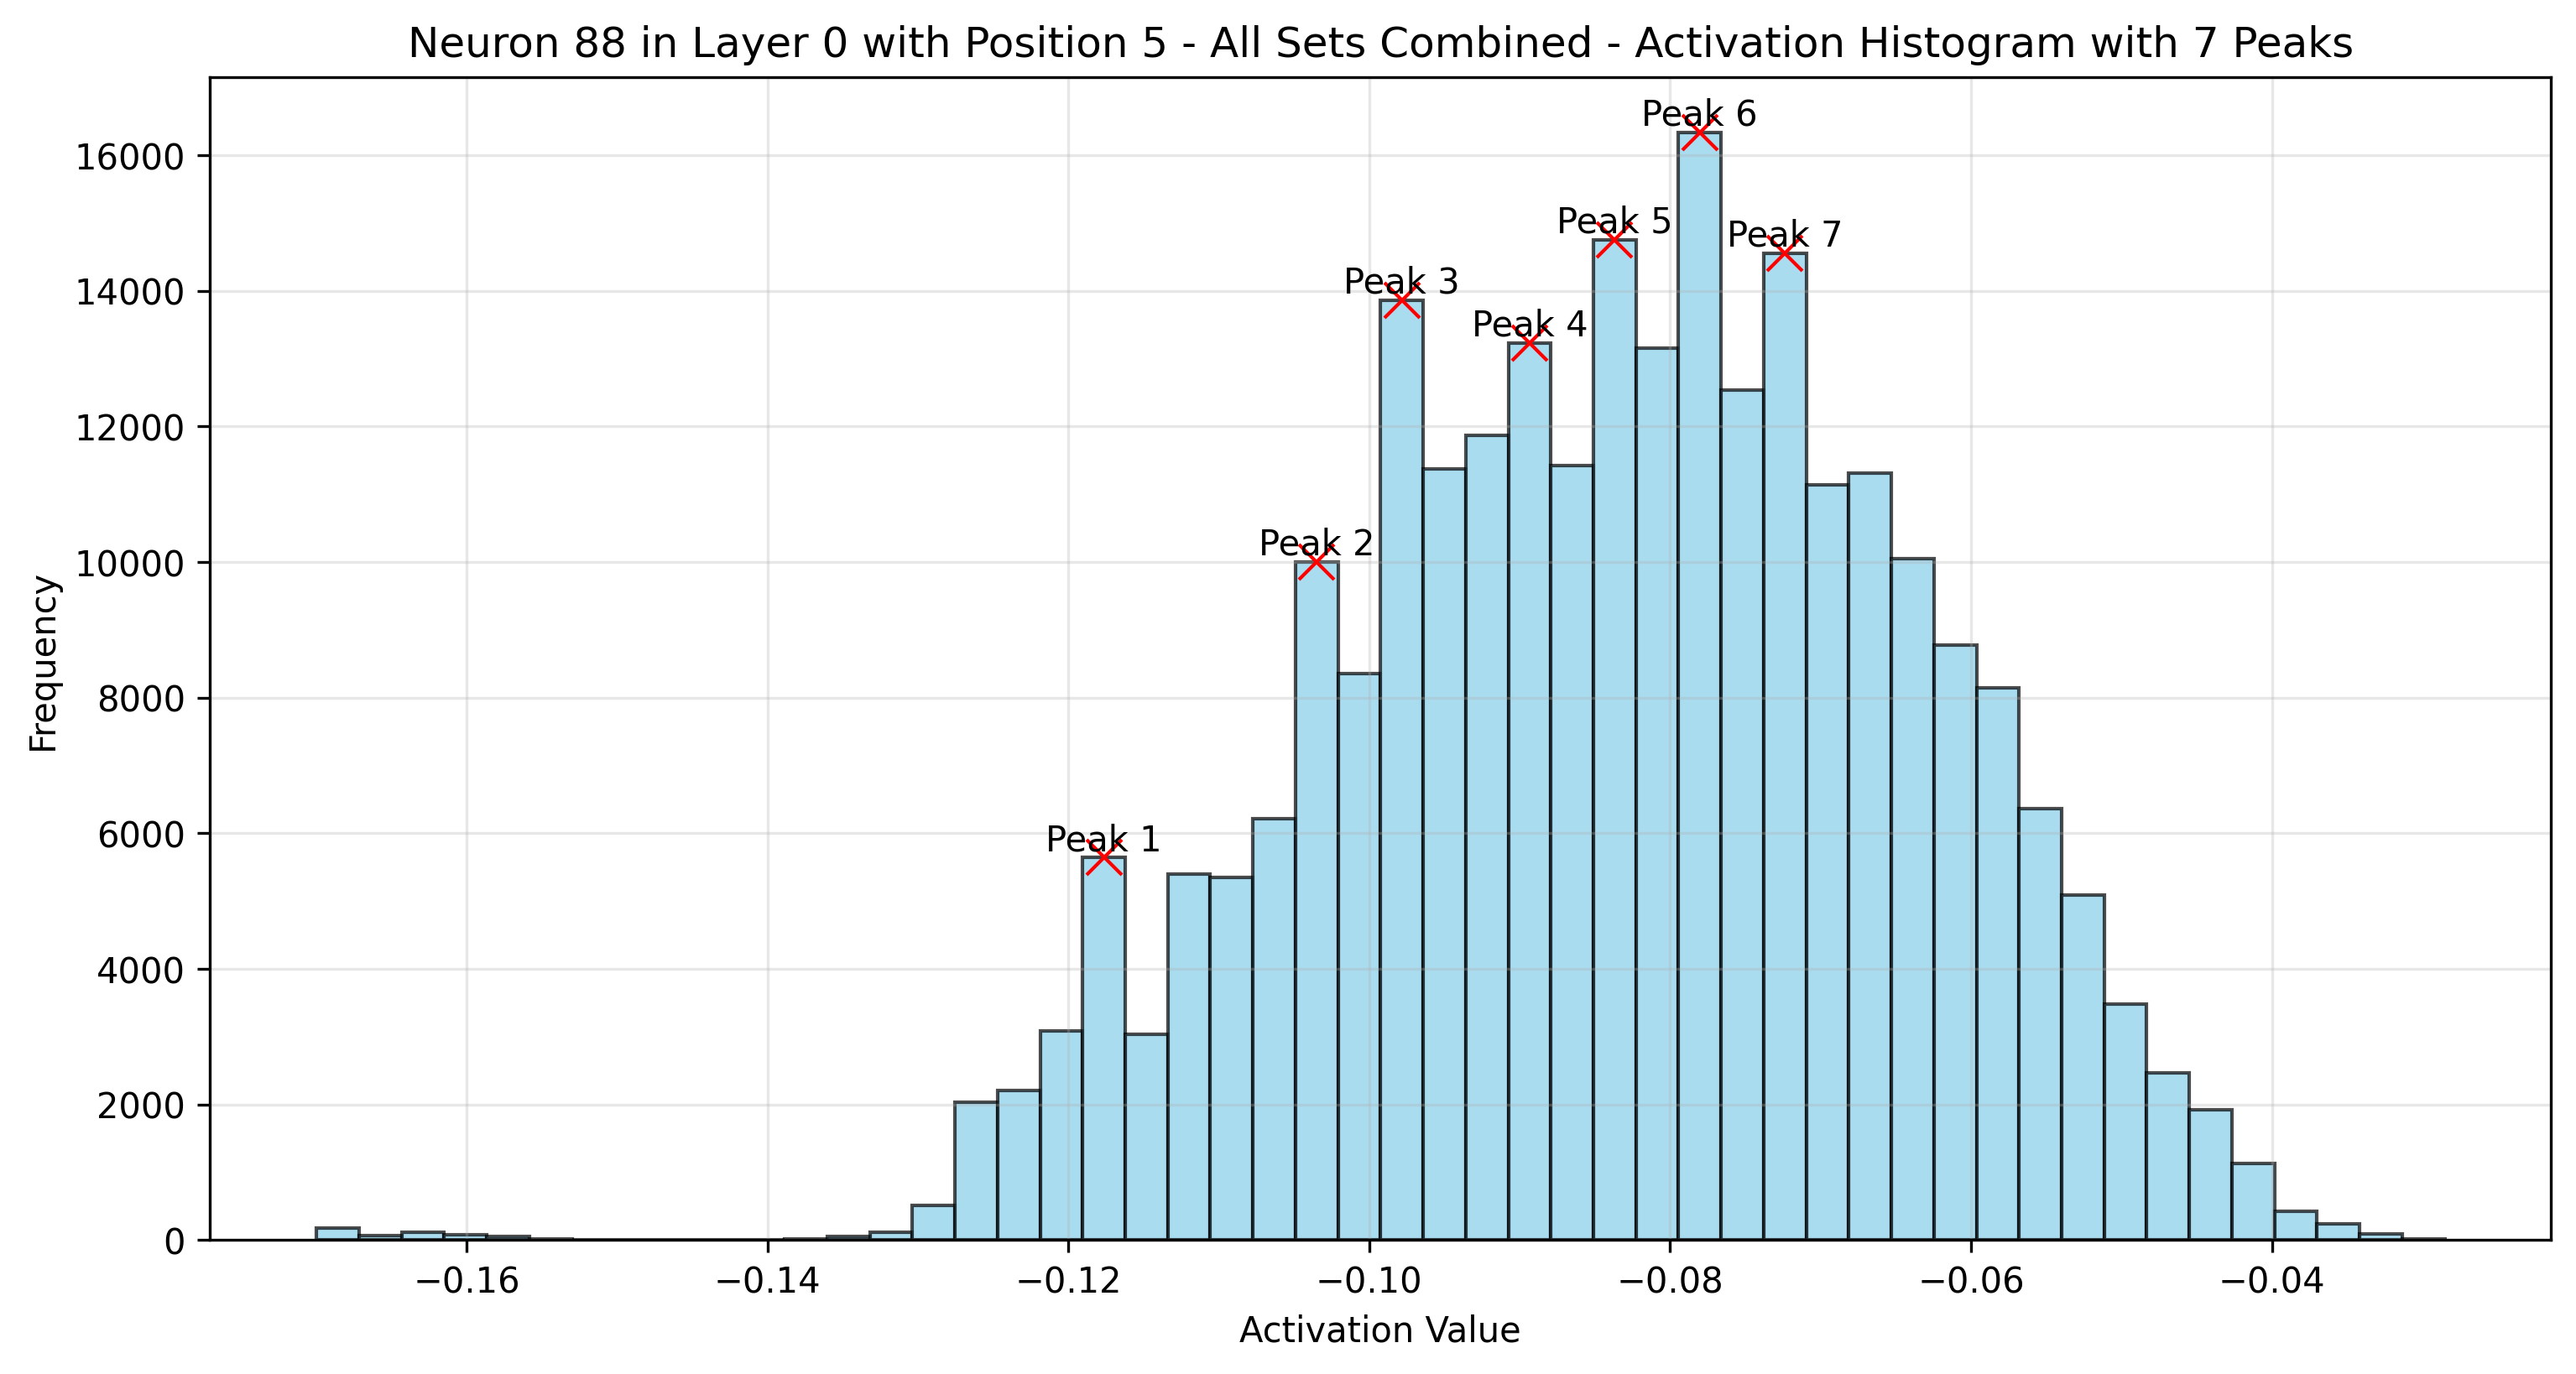 Neuron 88 in Layer 0 with Position 5 - All Sets Combined - Activation Histogram with 7 Peaks
Peak 6
Peak 5
Peak 7
Peak 3
Peak 4
Peak 2
Peak 1
16000
14000
12000
10000
8000
6000
4000
2000
0
Frequency
−0.16
−0.14
−0.12
−0.10
−0.08
−0.06
−0.04
Activation Value